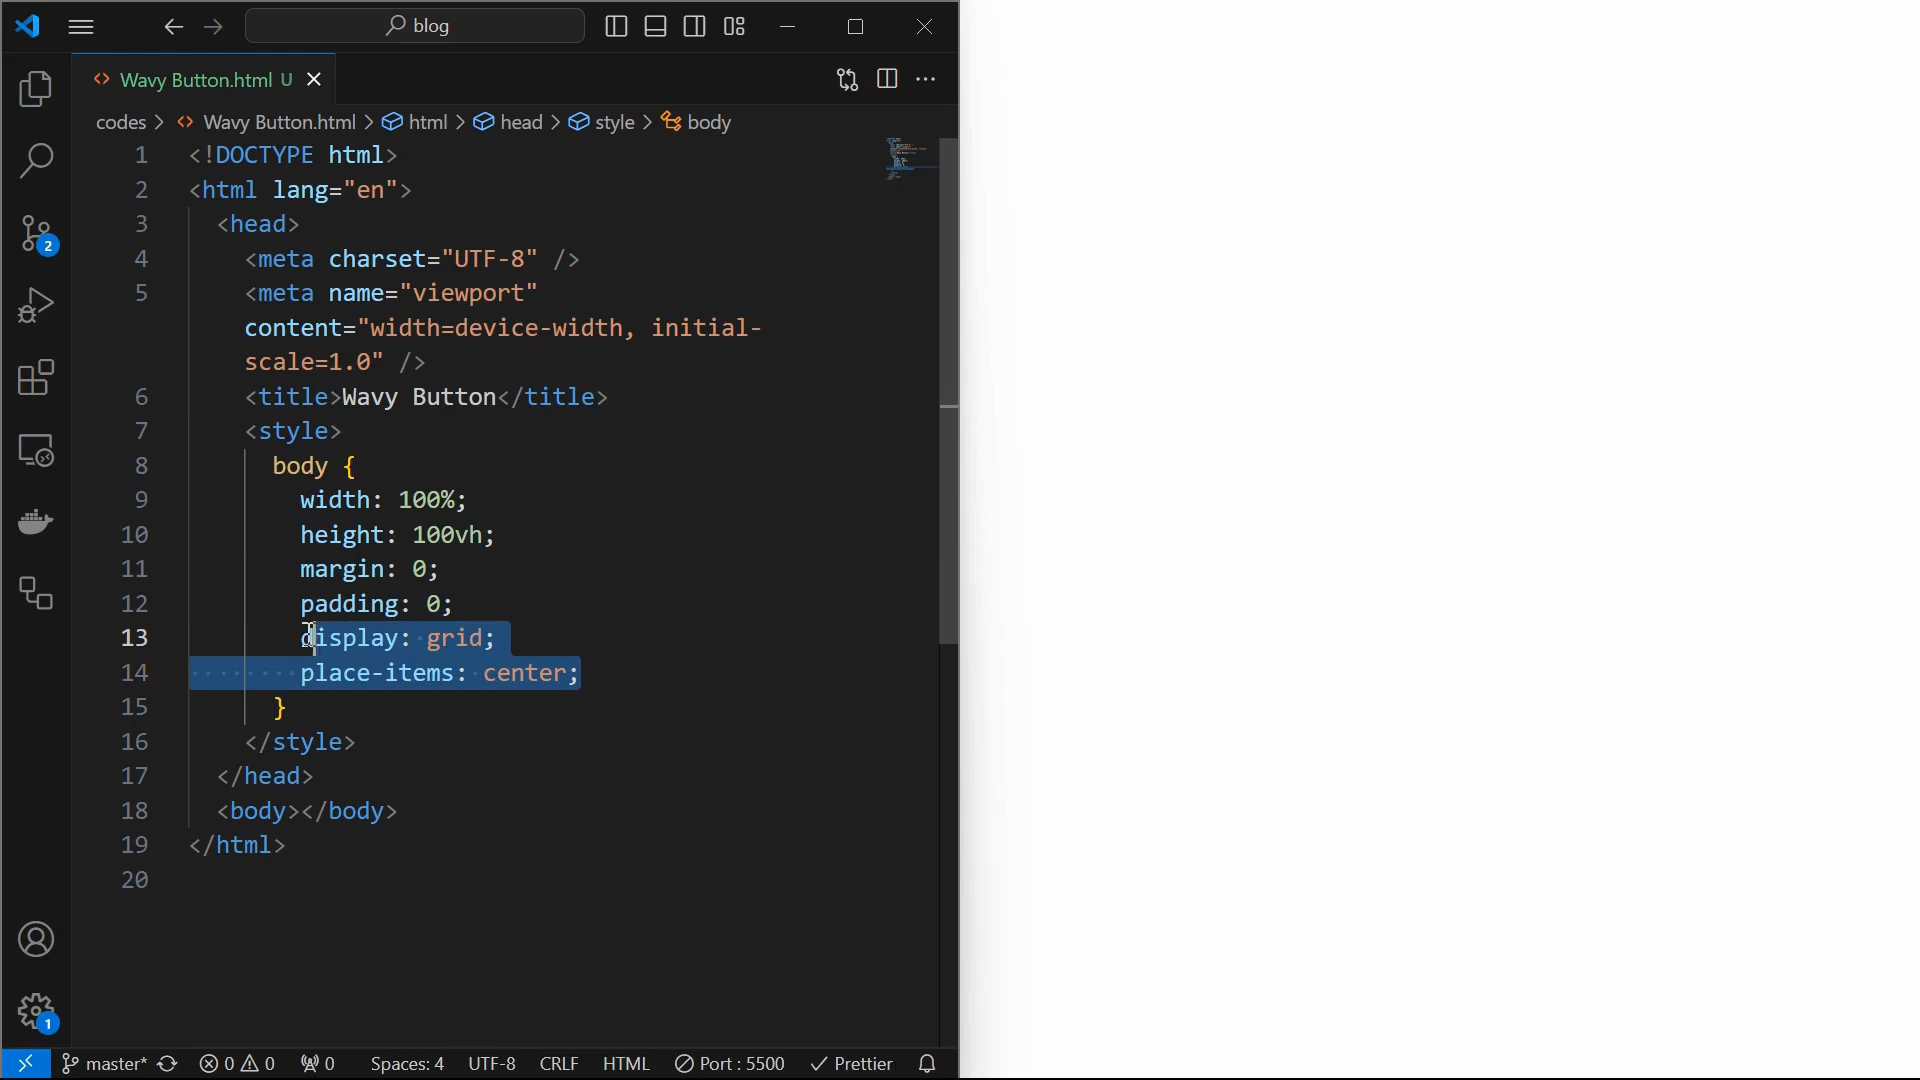 blog
Wavy Button.html U
codes > Wavy Button.html > html > head > style > body
1 <!DOCTYPE html>
2 <html lang="en">
3 <head>
4 <meta charset="UTF-8" />
5 <meta name="viewport"
content="width=device-width, initial-
scale=1.0" />
6 <title>Wavy Button</title>
7 <style>
8 body {
9 width: 100%;
10 height: 100vh;
11 margin: 0;
12 padding: 0;
13 display: grid;
14 place-items: center;
15 }
16 </style>
17 </head>
18 <body></body>
19 </html>
20
2
1
master* 0 0 0 Spaces: 4 UTF-8 CRLF HTML Port : 5500 Prettier